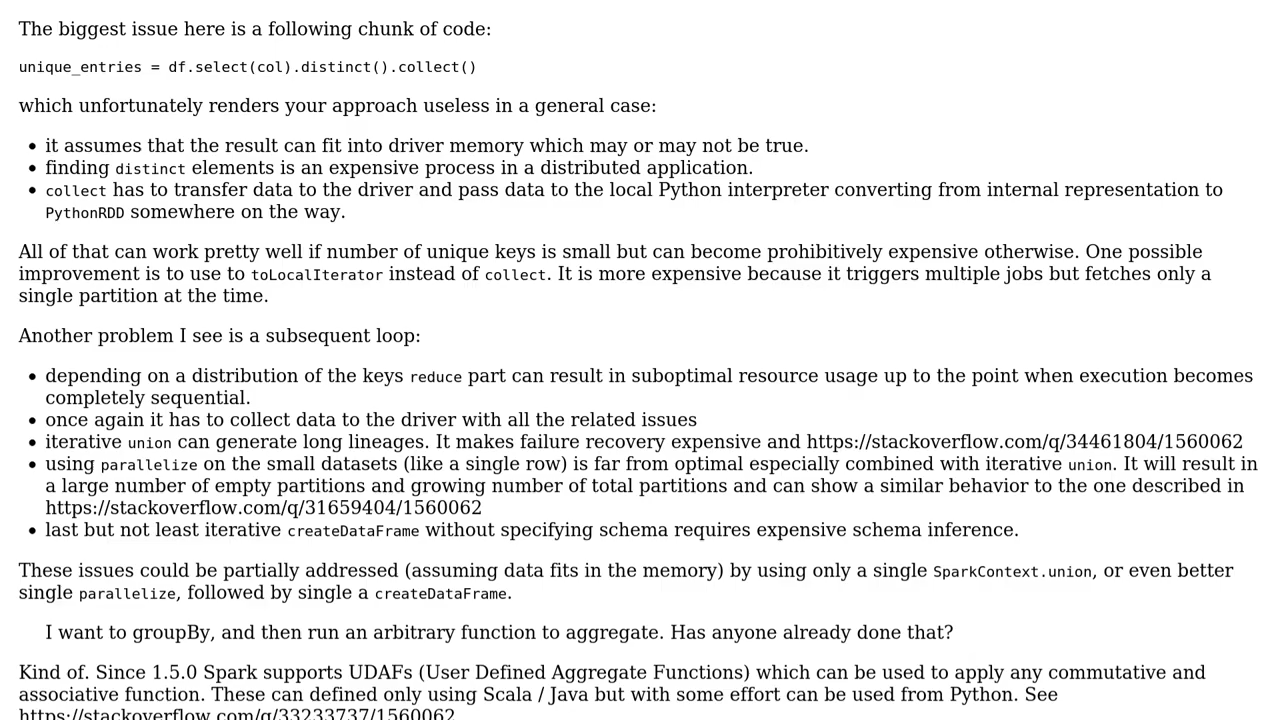 The biggest issue here is a following chunk of code:
unique_entries = df.select(col).distinct().collect()
which unfortunately renders your approach useless in a general case:
• it assumes that the result can fit into driver memory which may or may not be true.
• finding distinct elements is an expensive process in a distributed application.
• collect has to transfer data to the driver and pass data to the local Python interpreter converting from internal representation to
PythonRDD somewhere on the way.
All of that can work pretty well if number of unique keys is small but can become prohibitively expensive otherwise. One possible
improvement is to use to toLocalIterator instead of collect. It is more expensive because it triggers multiple jobs but fetches only a
single partition at the time.
Another problem I see is a subsequent loop:
• depending on a distribution of the keys reduce part can result in suboptimal resource usage up to the point when execution becomes
completely sequential.
• once again it has to collect data to the driver with all the related issues
• iterative union can generate long lineages. It makes failure recovery expensive and https://stackoverflow.com/q/34461804/1560062
• using parallelize on the small datasets (like a single row) is far from optimal especially combined with iterative union. It will result in
a large number of empty partitions and growing number of total partitions and can show a similar behavior to the one described in
https://stackoverflow.com/q/31659404/1560062
• last but not least iterative createDataFrame without specifying schema requires expensive schema inference.
These issues could be partially addressed (assuming data fits in the memory) by using only a single SparkContext.union, or even better
single parallelize, followed by single a createDataFrame.
I want to groupBy, and then run an arbitrary function to aggregate. Has anyone already done that?
Kind of. Since 1.5.0 Spark supports UDAFs (User Defined Aggregate Functions) which can be used to apply any commutative and
associative function. These can defined only using Scala / Java but with some effort can be used from Python. See
https://stackoverflow.com/q/33233737/1560062